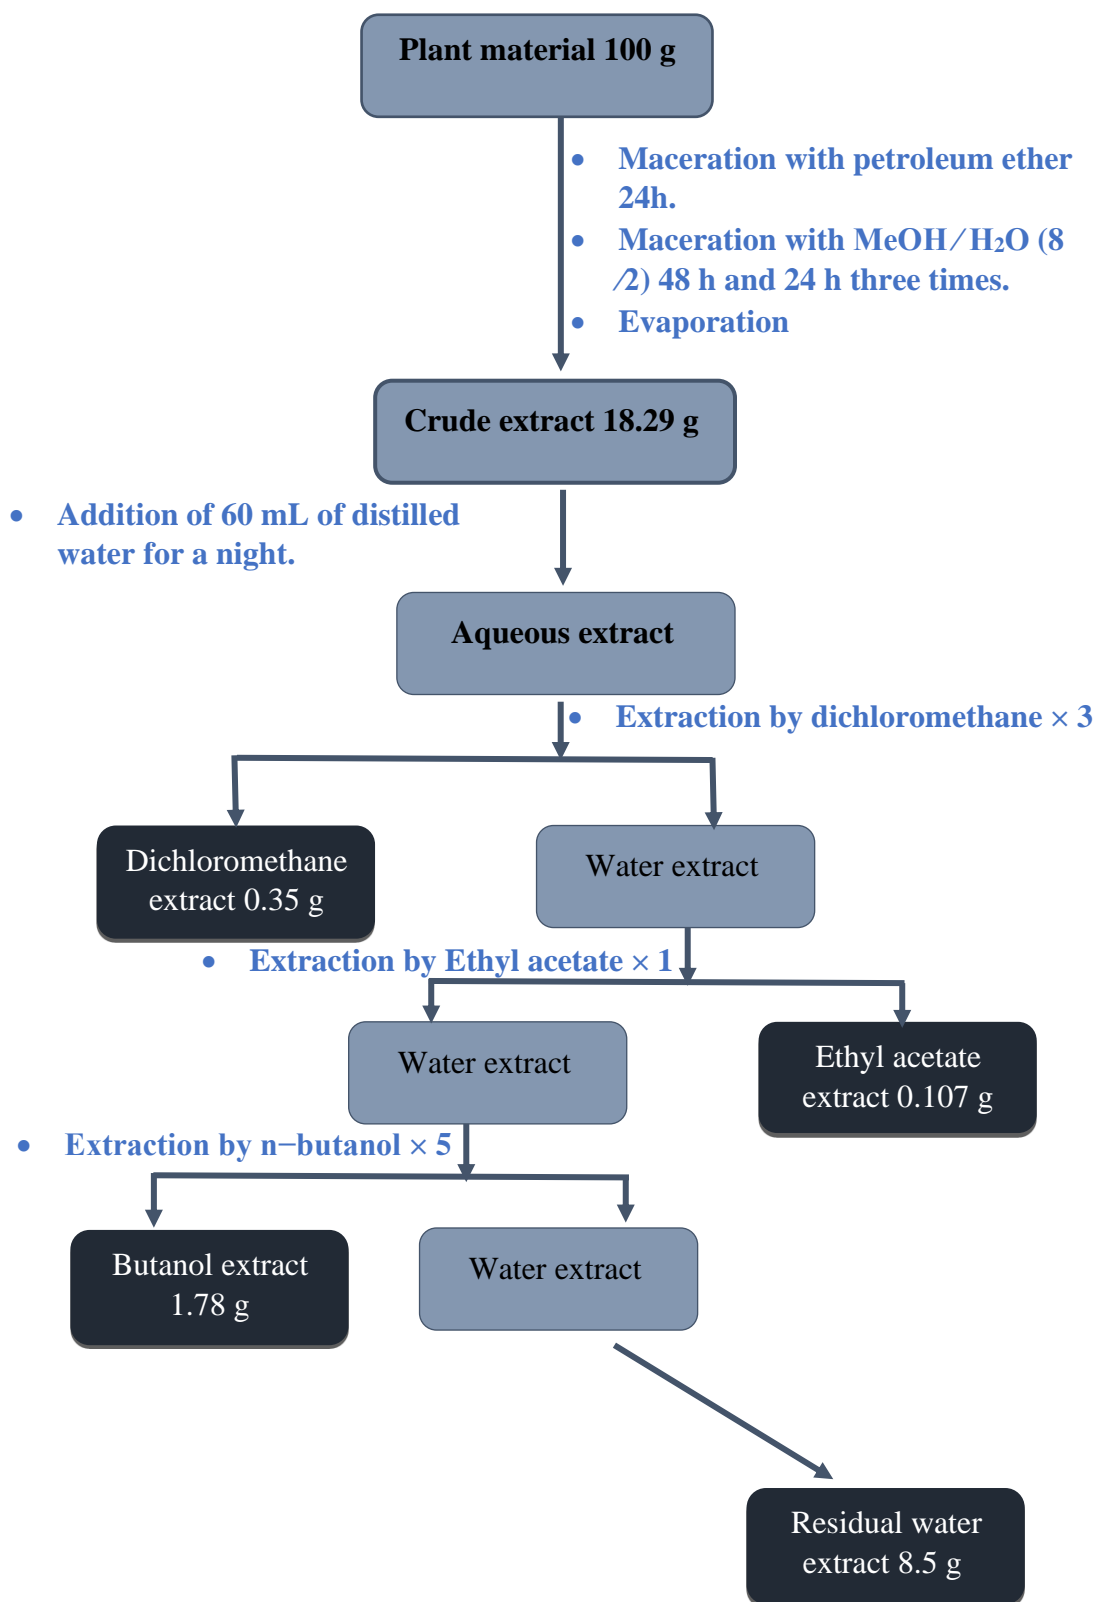 Plant material 100 g
• Maceration with petroleum ether
24h.
• Maceration with MeOH ∕ H₂O (8
∕2) 48 h and 24 h three times.
• Evaporation
Crude extract 18.29 g
• Addition of 60 mL of distilled
water for a night.
Aqueous extract
• Extraction by dichloromethane × 3
Dichloromethane
extract 0.35 g
Water extract
• Extraction by Ethyl acetate × 1
Water extract
Ethyl acetate
extract 0.107 g
• Extraction by n−butanol × 5
Butanol extract
1.78 g
Water extract
Residual water
extract 8.5 g